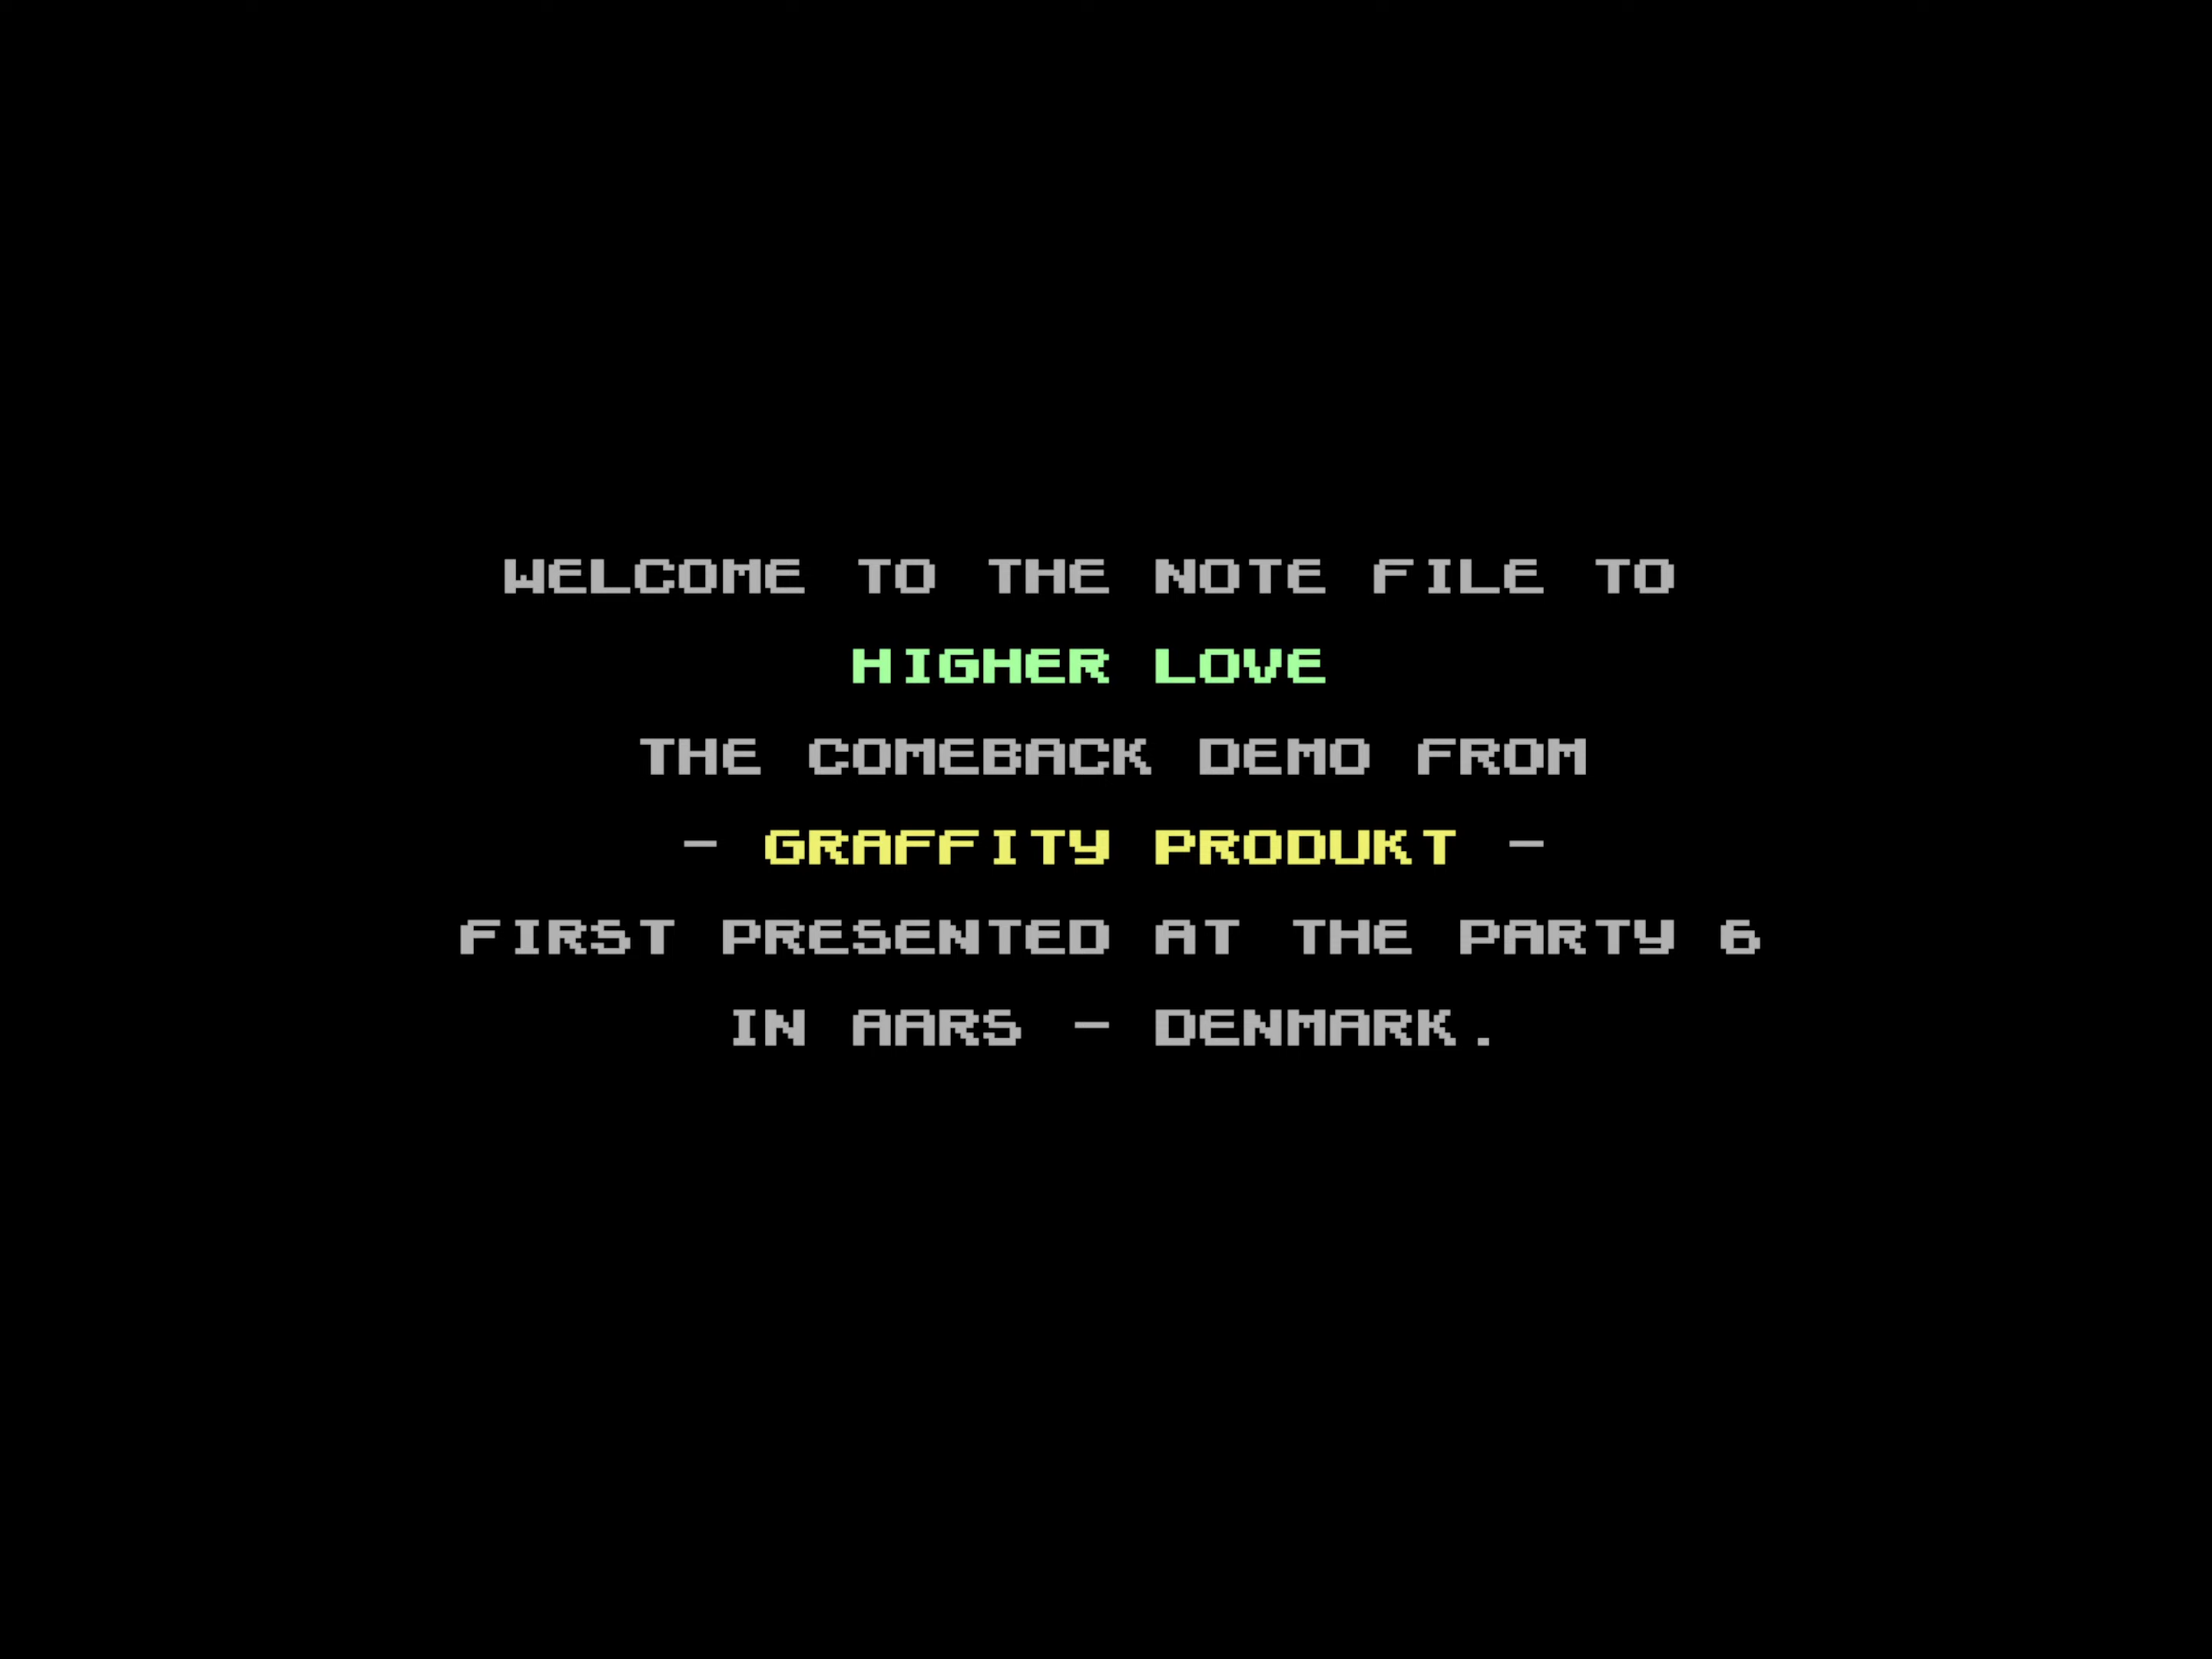 WELCOME TO THE NOTE FILE TO
HIGHER LOVE
THE COMEBACK DEMO FROM
- GRAFFITY PRODUKT -
FIRST PRESENTED AT THE PARTY 6
IN AARS - DENMARK.